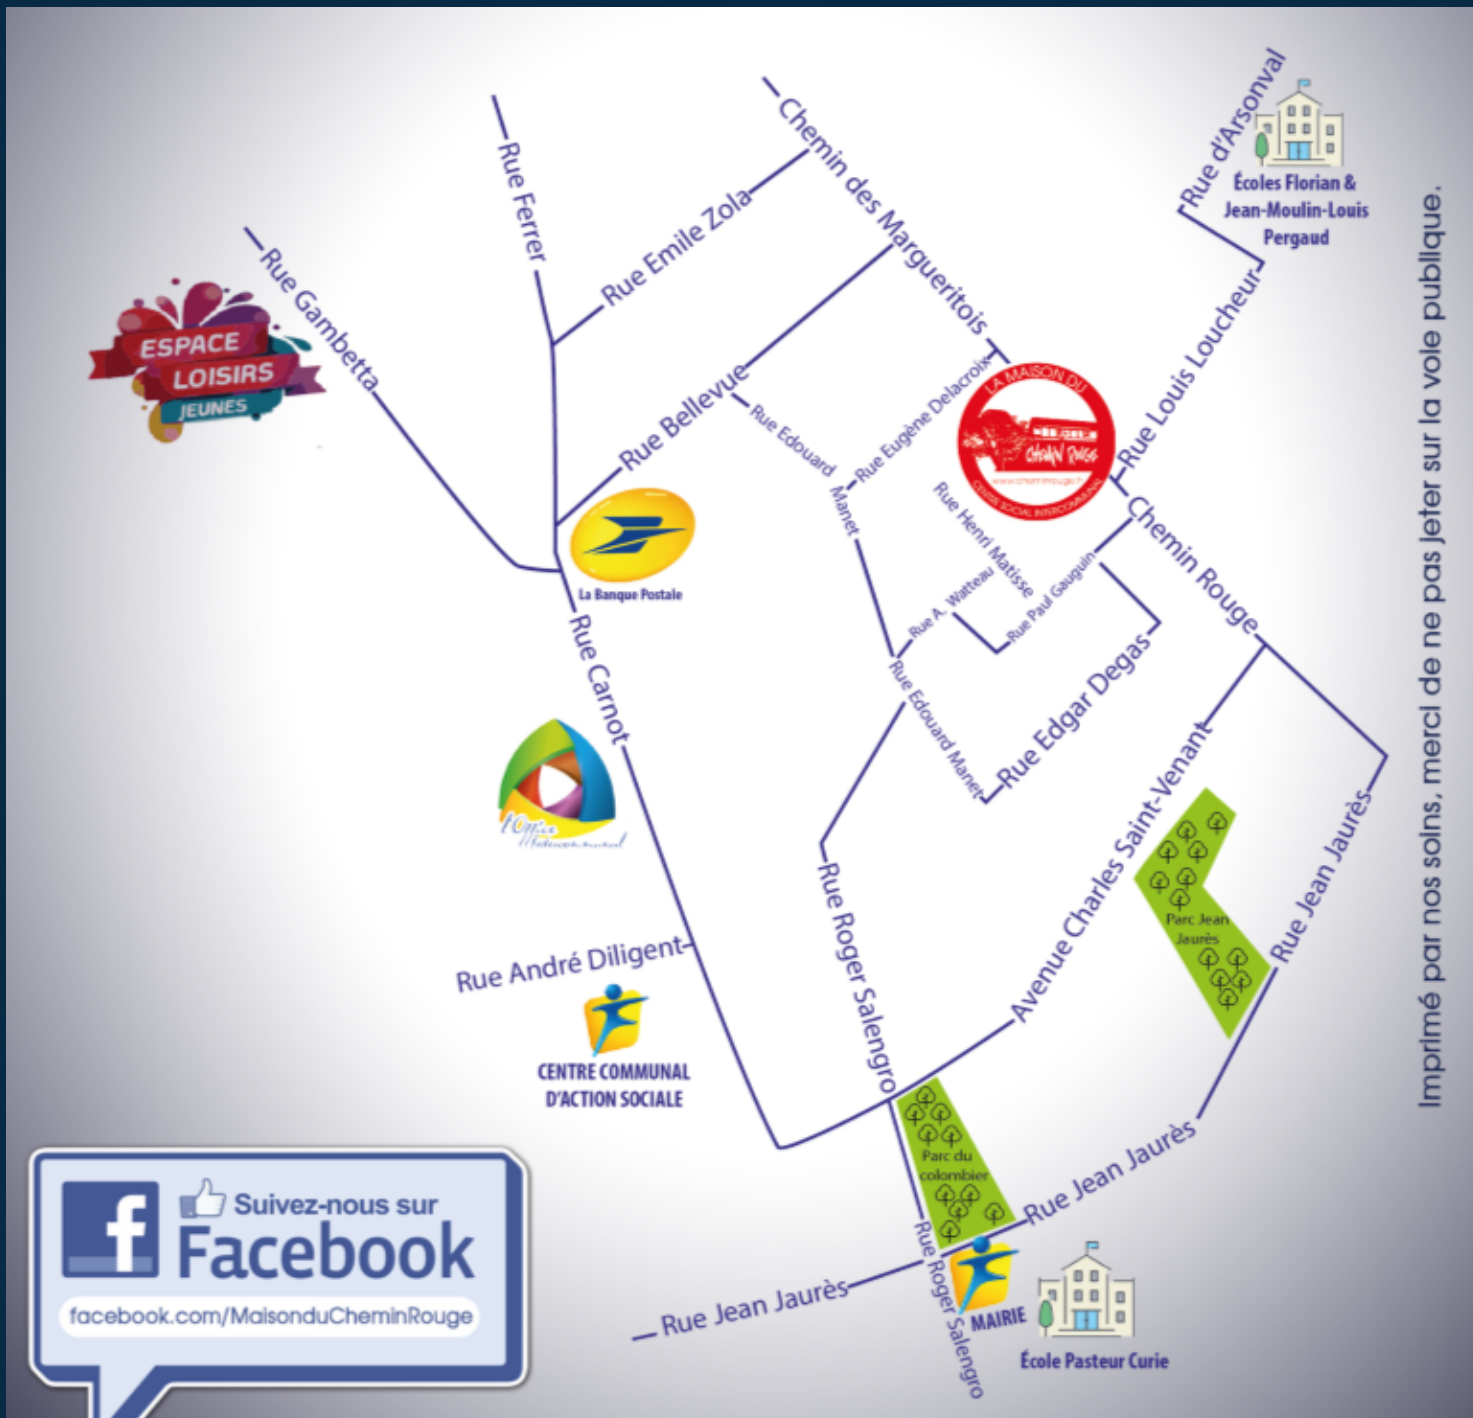 Chemin des Margueritois
Rue d'Arsonval
Écoles Florian &
Jean-Moulin-Louis
Pergaud
Rue Ferrer
Rue Emile Zola
Rue Gambetta
ESPACE
LOISIRS
JEUNES
Rue Louis Loucheur
Rue Bellevue
Rue Edouard
Manet
Rue Eugène Delacroix
LA MAISON DU
CHEMIN ROUGE
www.cheminrouge.fr
CENTRE SOCIAL INTERCOMMUNAL
Rue Henri Matisse
Chemin Rouge
La Banque Postale
Rue A. Watteau
Rue Paul Gauguin
Rue Carnot
Rue Edouard Manet
Rue Edgar Degas
Avenue Charles Saint-Venant
Rue Jean Jaurès
Parc Jean
Jaurès
Rue Roger Salengro
Rue André Diligent
CENTRE COMMUNAL
D'ACTION SOCIALE
Parc du
colombier
Rue Jean Jaurès
Rue Jean Jaurès
Rue Roger Salengro
MAIRIE
École Pasteur Curie
Suivez-nous sur
Facebook
facebook.com/MaisonduCheminRouge
Imprimé par nos soins, merci de ne pas jeter sur la voie publique.